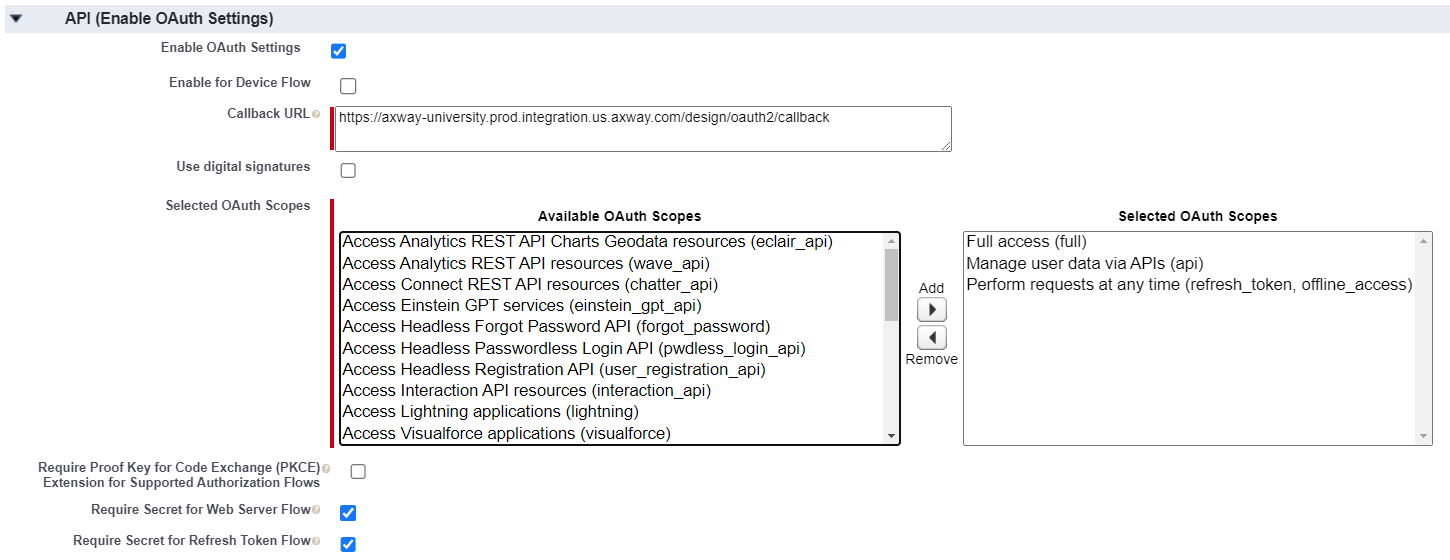 API (Enable OAuth Settings)
Enable OAuth Settings
Enable for Device Flow
Callback URL ?
https://axway-university.prod.integration.us.axway.com/design/oauth2/callback
Use digital signatures
Selected OAuth Scopes
Available OAuth Scopes
Access Analytics REST API Charts Geodata resources (eclair_api)
Access Analytics REST API resources (wave_api)
Access Connect REST API resources (chatter_api)
Access Einstein GPT services (einstein_gpt_api)
Access Headless Forgot Password API (forgot_password)
Access Headless Passwordless Login API (pwdless_login_api)
Access Headless Registration API (user_registration_api)
Access Interaction API resources (interaction_api)
Access Lightning applications (lightning)
Access Visualforce applications (visualforce)
Add
Remove
Selected OAuth Scopes
Full access (full)
Manage user data via APIs (api)
Perform requests at any time (refresh_token, offline_access)
Require Proof Key for Code Exchange (PKCE) ?
Extension for Supported Authorization Flows
Require Secret for Web Server Flow ?
Require Secret for Refresh Token Flow ?